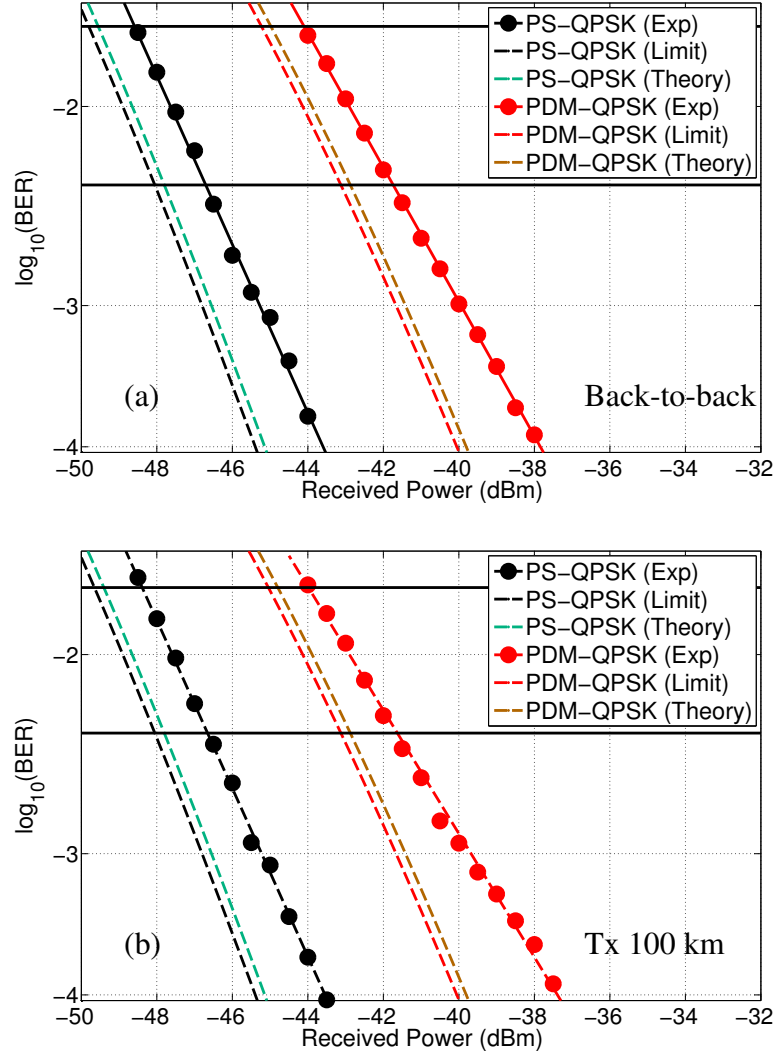 PS−QPSK (Exp)
PS−QPSK (Limit)
PS−QPSK (Theory)
PDM−QPSK (Exp)
PDM−QPSK (Limit)
PDM−QPSK (Theory)
−2
−3
−4
log10(BER)
(a)
Back-to-back
−50 −48 −46 −44 −42 −40 −38 −36 −34 −32
Received Power (dBm)
PS−QPSK (Exp)
PS−QPSK (Limit)
PS−QPSK (Theory)
PDM−QPSK (Exp)
PDM−QPSK (Limit)
PDM−QPSK (Theory)
−2
−3
−4
log10(BER)
(b)
Tx 100 km
−50 −48 −46 −44 −42 −40 −38 −36 −34 −32
Received Power (dBm)